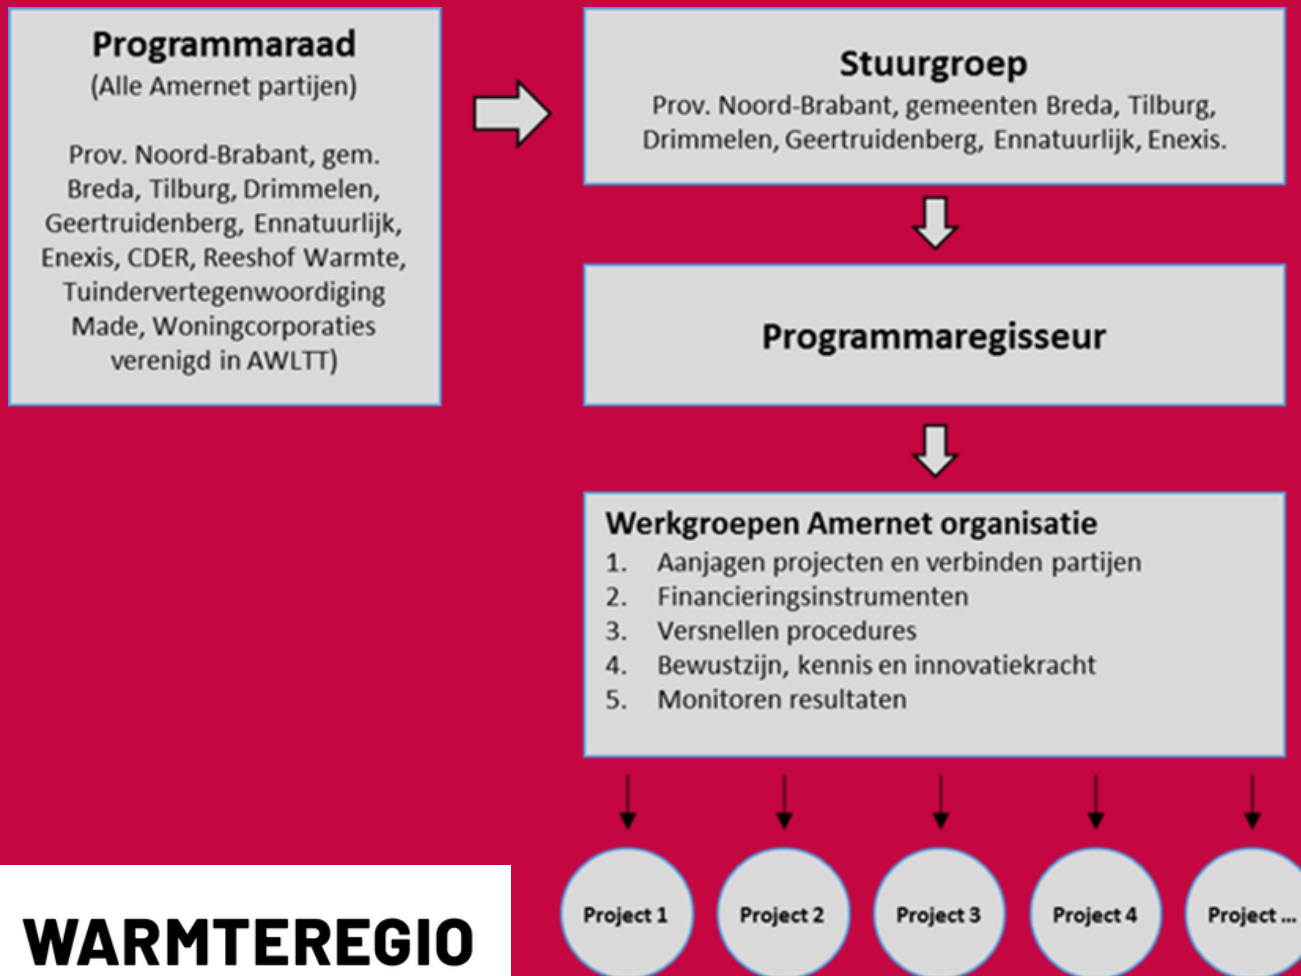 Programmaraad
(Alle Amernet partijen)
Prov. Noord-Brabant, gem.
Breda, Tilburg, Drimmelen,
Geertruidenberg, Ennatuurlijk,
Enexis, CDER, Reeshof Warmte,
Tuindervertegenwoordiging
Made, Woningcorporaties
verenigd in AWLTT)
Stuurgroep
Prov. Noord-Brabant, gemeenten Breda, Tilburg,
Drimmelen, Geertruidenberg, Ennatuurlijk, Enexis.
Programmaregisseur
Werkgroepen Amernet organisatie
1. Aanjagen projecten en verbinden partijen
2. Financieringsinstrumenten
3. Versnellen procedures
4. Bewustzijn, kennis en innovatiekracht
5. Monitoren resultaten
Project 1
Project 2
Project 3
Project 4
Project ...
WARMTEREGIO